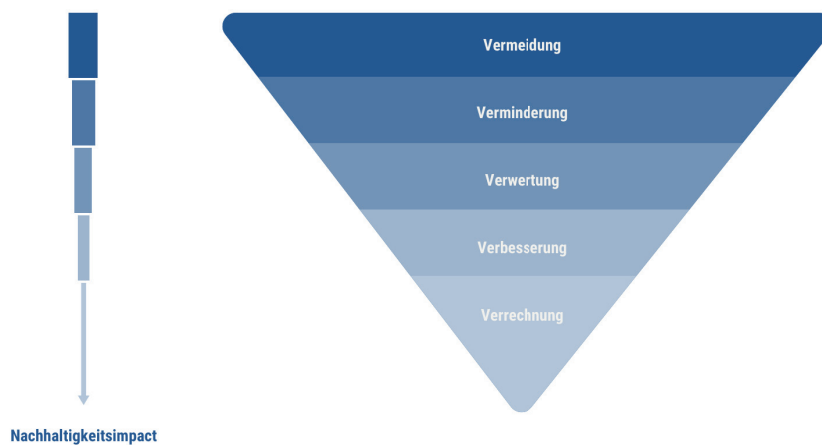 Vermeidung
Verminderung
Verwertung
Verbesserung
Verrechnung
Nachhaltigkeitsimpact